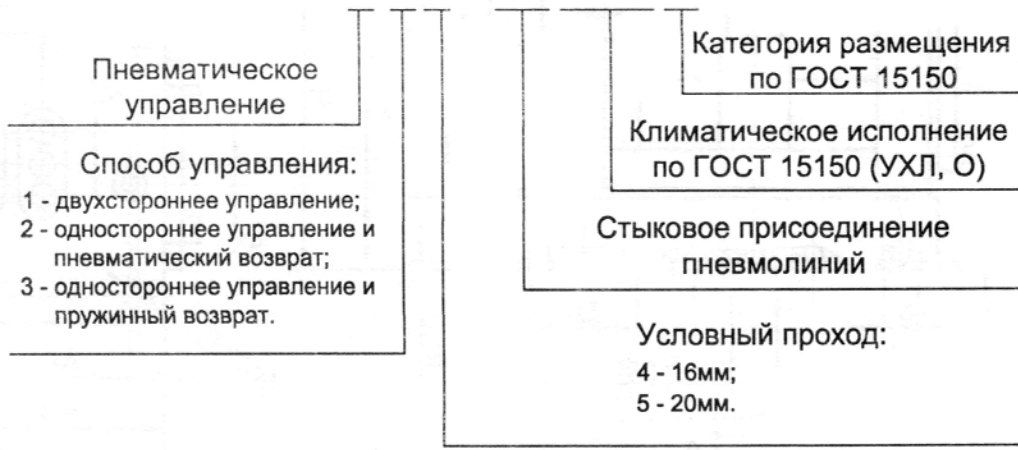 Пневматическое
управление
Способ управления:
1 - двухстороннее управление;
2 - одностороннее управление и
пневматический возврат;
3 - одностороннее управление и
пружинный возврат.
Категория размещения
по ГОСТ 15150
Климатическое исполнение
по ГОСТ 15150 (УХЛ, О)
Стыковое присоединение
пневмолиний
Условный проход:
4 - 16мм;
5 - 20мм.